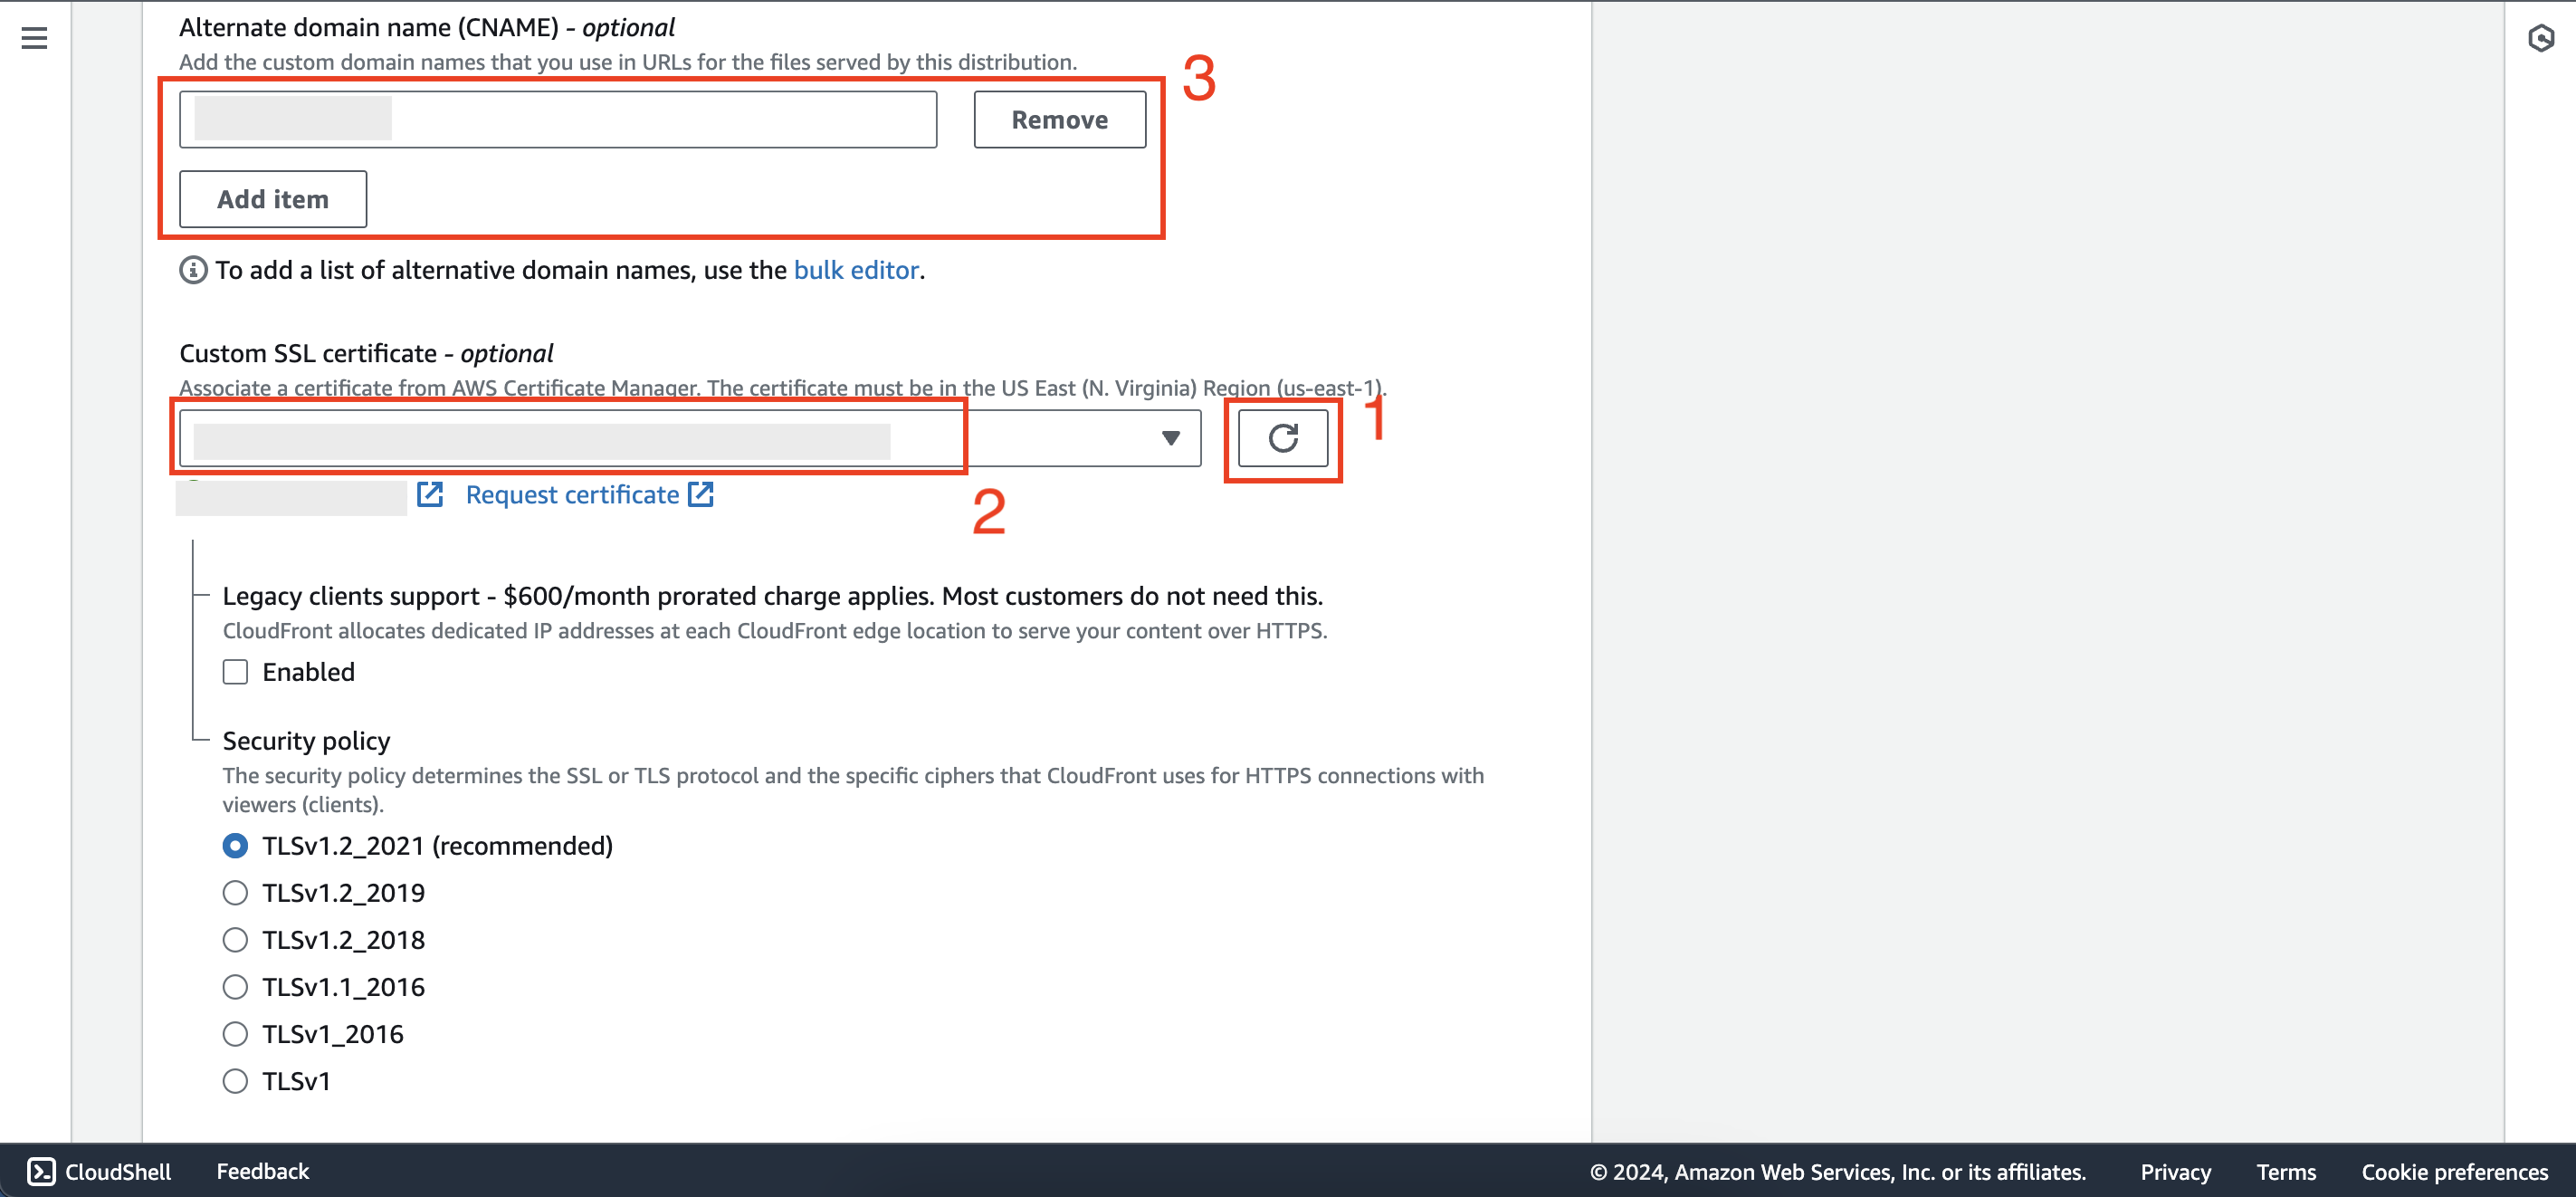 Alternate domain name (CNAME) - optional
Add the custom domain names that you use in URLs for the files served by this distribution.
3
Remove
Add item
To add a list of alternative domain names, use the bulk editor.
Custom SSL certificate - optional
Associate a certificate from AWS Certificate Manager. The certificate must be in the US East (N. Virginia) Region (us-east-1).
1
Request certificate
2
Legacy clients support - $600/month prorated charge applies. Most customers do not need this.
CloudFront allocates dedicated IP addresses at each CloudFront edge location to serve your content over HTTPS.
Enabled
Security policy
The security policy determines the SSL or TLS protocol and the specific ciphers that CloudFront uses for HTTPS connections with
viewers (clients).
TLSv1.2_2021 (recommended)
TLSv1.2_2019
TLSv1.2_2018
TLSv1.1_2016
TLSv1_2016
TLSv1
CloudShell Feedback © 2024, Amazon Web Services, Inc. or its affiliates. Privacy Terms Cookie preferences